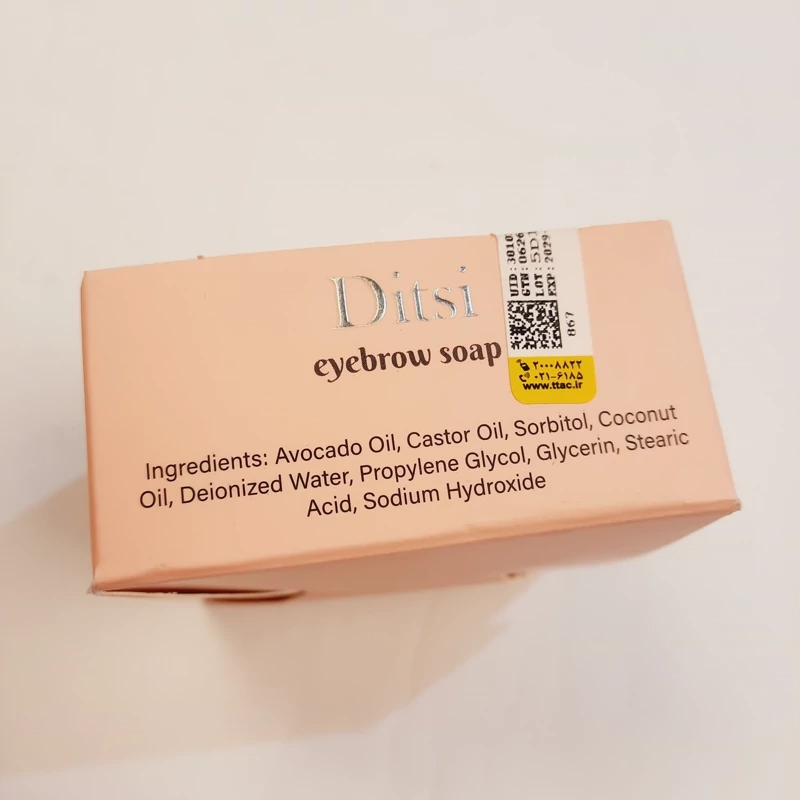 Ditsi
eyebrow soap
UID: 3010
GTN: 0626
LOT: 5D1
EXP: 2029-
867
۲۰۰۰۸۸۲۲
۰۲۱-۶۱۸۵
www.ttac.ir
Ingredients: Avocado Oil, Castor Oil, Sorbitol, Coconut
Oil, Deionized Water, Propylene Glycol, Glycerin, Stearic
Acid, Sodium Hydroxide